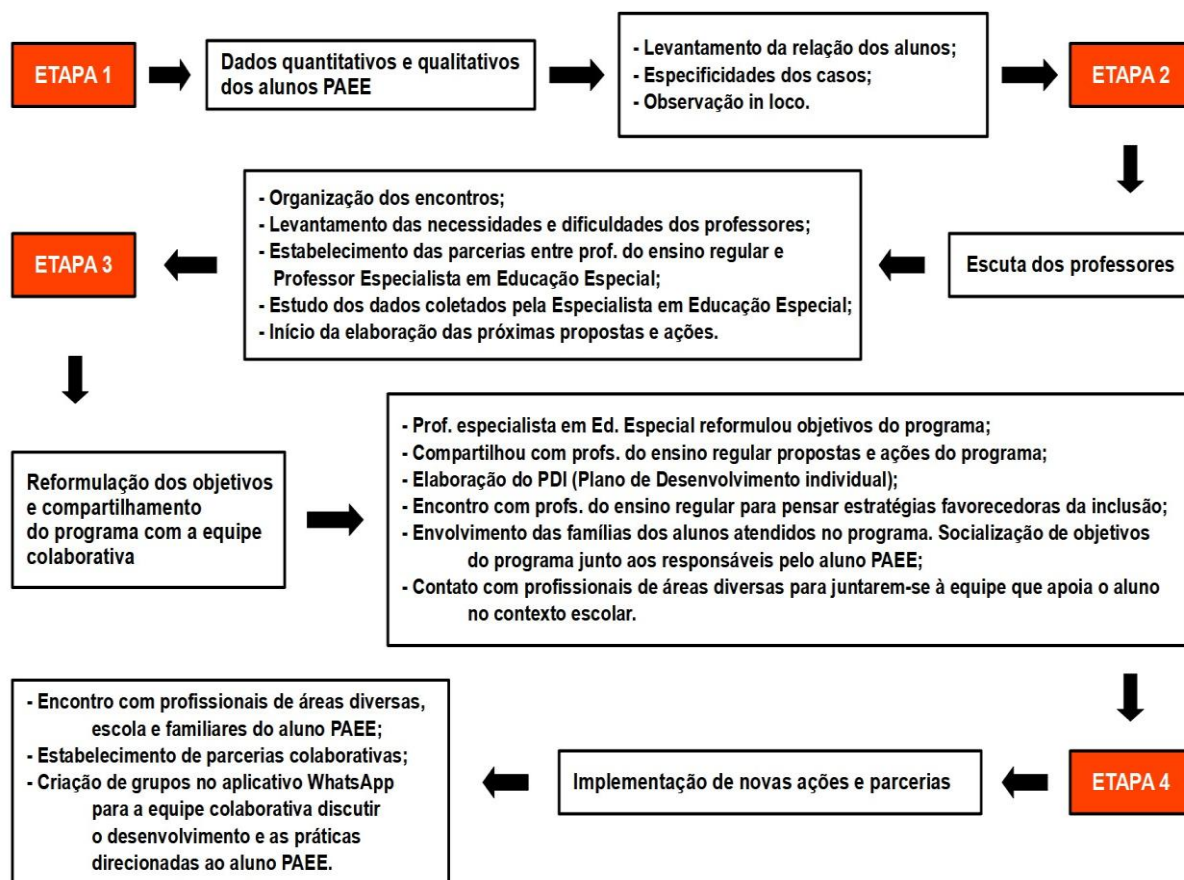 ETAPA 1
Dados quantitativos e qualitativos
dos alunos PAEE
- Levantamento da relação dos alunos;
- Especificidades dos casos;
- Observação in loco.
ETAPA 2
Escuta dos professores
- Organização dos encontros;
- Levantamento das necessidades e dificuldades dos professores;
- Estabelecimento das parcerias entre prof. do ensino regular e
Professor Especialista em Educação Especial;
- Estudo dos dados coletados pela Especialista em Educação Especial;
- Início da elaboração das próximas propostas e ações.
ETAPA 3
Reformulação dos objetivos
e compartilhamento
do programa com a equipe
colaborativa
- Prof. especialista em Ed. Especial reformulou objetivos do programa;
- Compartilhou com profs. do ensino regular propostas e ações do programa;
- Elaboração do PDI (Plano de Desenvolvimento individual);
- Encontro com profs. do ensino regular para pensar estratégias favorecedoras da inclusão;
- Envolvimento das famílias dos alunos atendidos no programa. Socialização de objetivos
do programa junto aos responsáveis pelo aluno PAEE;
- Contato com profissionais de áreas diversas para juntarem-se à equipe que apoia o aluno
no contexto escolar.
ETAPA 4
Implementação de novas ações e parcerias
- Encontro com profissionais de áreas diversas,
escola e familiares do aluno PAEE;
- Estabelecimento de parcerias colaborativas;
- Criação de grupos no aplicativo WhatsApp
para a equipe colaborativa discutir
o desenvolvimento e as práticas
direcionadas ao aluno PAEE.